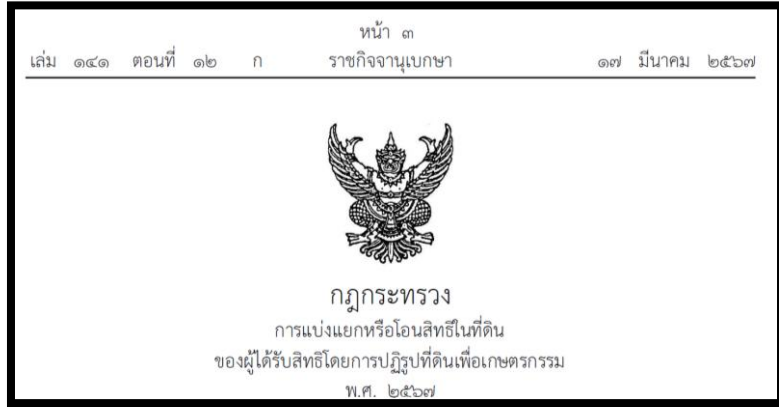 หน้า ๓
เล่ม ๑๔๑ ตอนที่ ๑๒ ก ราชกิจจานุเบกษา ๑๗ มีนาคม ๒๕๖๗
กฎกระทรวง
การแบ่งแยกหรือโอนสิทธิในที่ดิน
ของผู้ได้รับสิทธิโดยการปฏิรูปที่ดินเพื่อเกษตรกรรม
พ.ศ. ๒๕๖๗